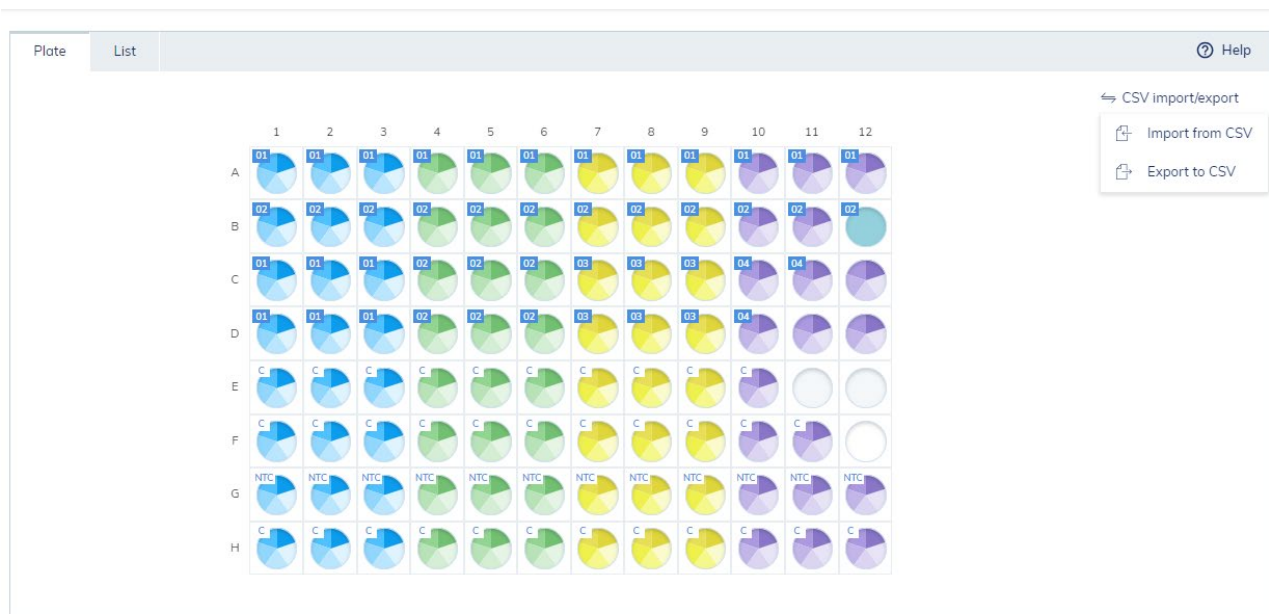 Plate List Help
CSV import/export
Import from CSV
Export to CSV
1 2 3 4 5 6 7 8 9 10 11 12
A 01 01 01 01 01 01 01 01 01 01 01 01
B 02 02 02 02 02 02 02 02 02 02 02 02
C 01 01 01 02 02 02 03 03 03 04 04
D 01 01 01 02 02 02 03 03 03 04
E C C C C C C C C C C
F C C C C C C C C C C C
G NTC NTC NTC NTC NTC NTC NTC NTC NTC NTC NTC NTC
H C C C C C C C C C C C C